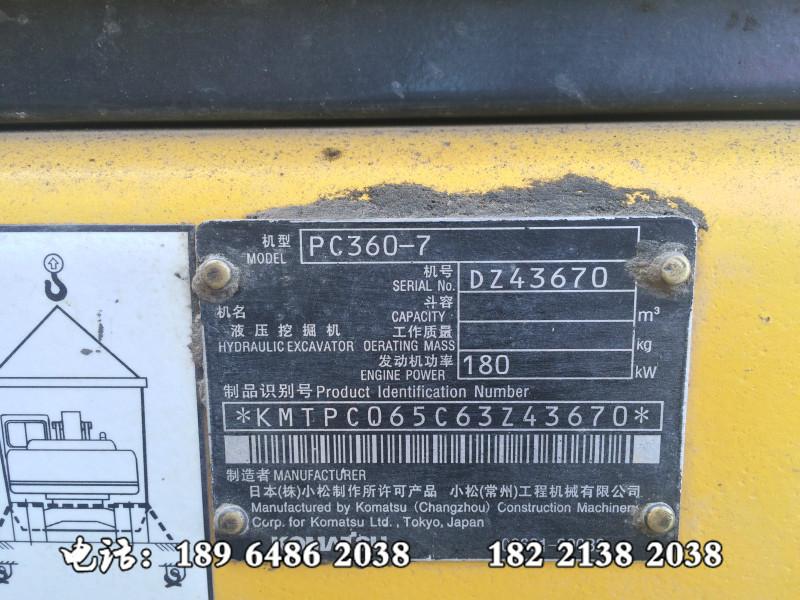 机型
MODEL PC360-7
机号
SERIAL No. DZ43670
斗容
CAPACITY m³
机名
液压挖掘机
HYDRAULIC EXCAVATOR
工作质量
OERATING MASS kg
发动机功率
ENGINE POWER 180 kW
制品识别号 Product Identification Number
*KMTPC065C63Z43670*
制造者 MANUFACTURER
日本(株)小松制作所许可产品 小松(常州)工程机械有限公司
Manufactured by Komatsu (Changzhou) Construction Machinery
Corp. for Komatsu Ltd., Tokyo, Japan
KOMATSU
电话: 189 6486 2038 182 2138 2038